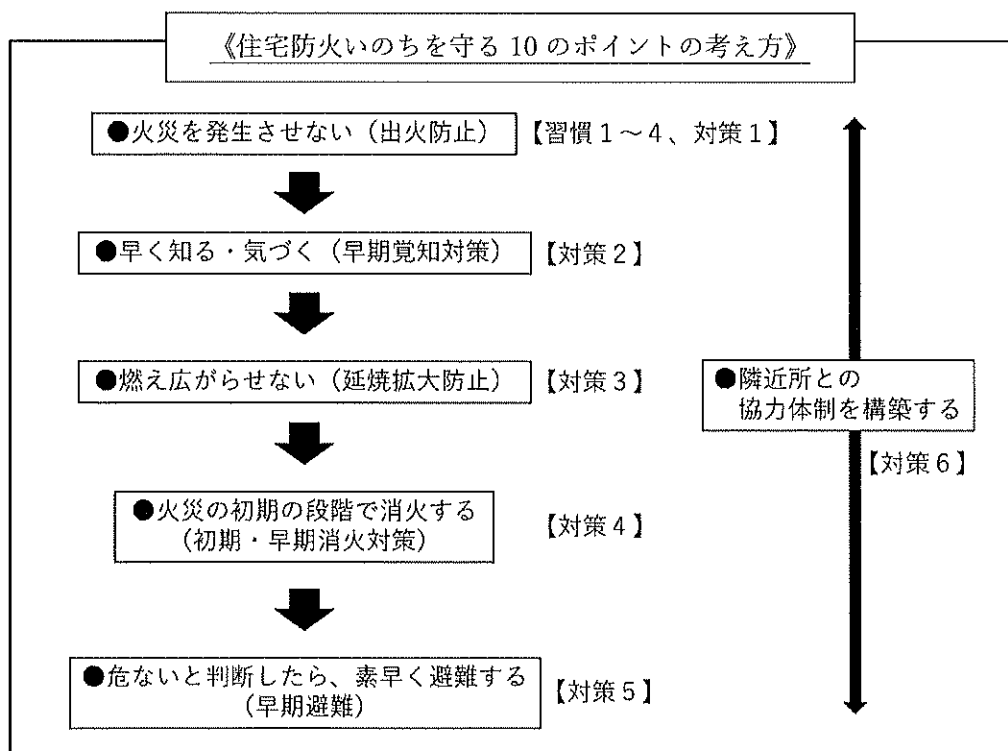 《住宅防火いのちを守る 10 のポイントの考え方》
●火災を発生させない（出火防止）
【習慣１～４、対策１】
●早く知る・気づく（早期覚知対策）
【対策２】
●燃え広がらせない（延焼拡大防止）
【対策３】
●隣近所との
協力体制を構築する
【対策６】
●火災の初期の段階で消火する
（初期・早期消火対策）
【対策４】
●危ないと判断したら、素早く避難する
（早期避難）
【対策５】